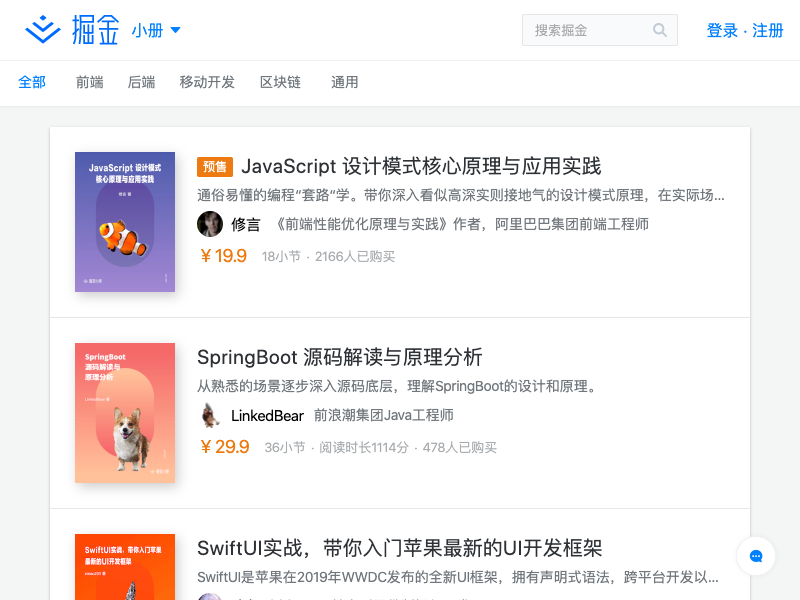 掘金 小册
搜索掘金
登录 · 注册
全部 前端 后端 移动开发 区块链 通用
JavaScript 设计模式
核心原理与应用实践
修言 著
预售 JavaScript 设计模式核心原理与应用实践
通俗易懂的编程“套路“学。带你深入看似高深实则接地气的设计模式原理，在实际场...
修言 《前端性能优化原理与实践》作者，阿里巴巴集团前端工程师
¥19.9 18小节 · 2166人已购买
SpringBoot
源码解读与
原理分析
LinkedBear 著
SpringBoot 源码解读与原理分析
从熟悉的场景逐步深入源码底层，理解SpringBoot的设计和原理。
LinkedBear 前浪潮集团Java工程师
¥29.9 36小节 · 阅读时长1114分 · 478人已购买
SwiftUI实战，带你入门苹果
最新的UI开发框架
SwiftUI实战，带你入门苹果最新的UI开发框架
SwiftUI是苹果在2019年WWDC发布的全新UI框架，拥有声明式语法，跨平台开发以...